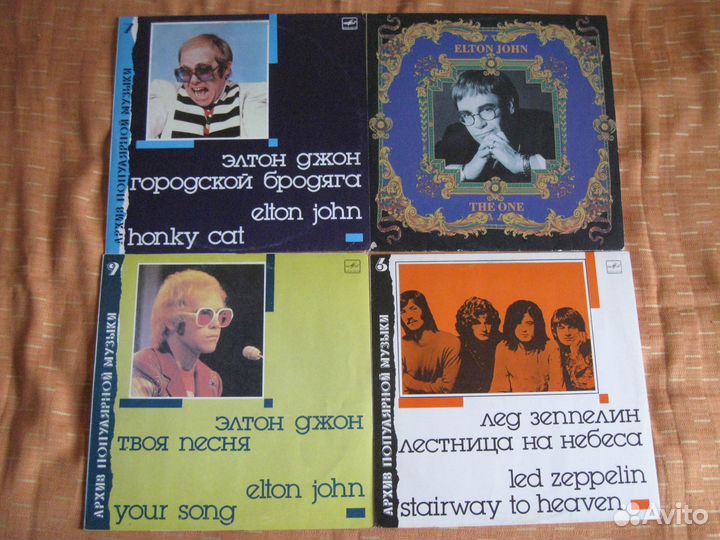 7
АРХИВ ПОПУЛЯРНОЙ МУЗЫКИ
элтон джон
городской бродяга
elton john
honky cat
ELTON JOHN
THE ONE
9
АРХИВ ПОПУЛЯРНОЙ МУЗЫКИ
элтон джон
твоя песня
elton john
your song
6
АРХИВ ПОПУЛЯРНОЙ МУЗЫКИ
лед зеппелин
лестница на небеса
led zeppelin
stairway to heaven
Avito